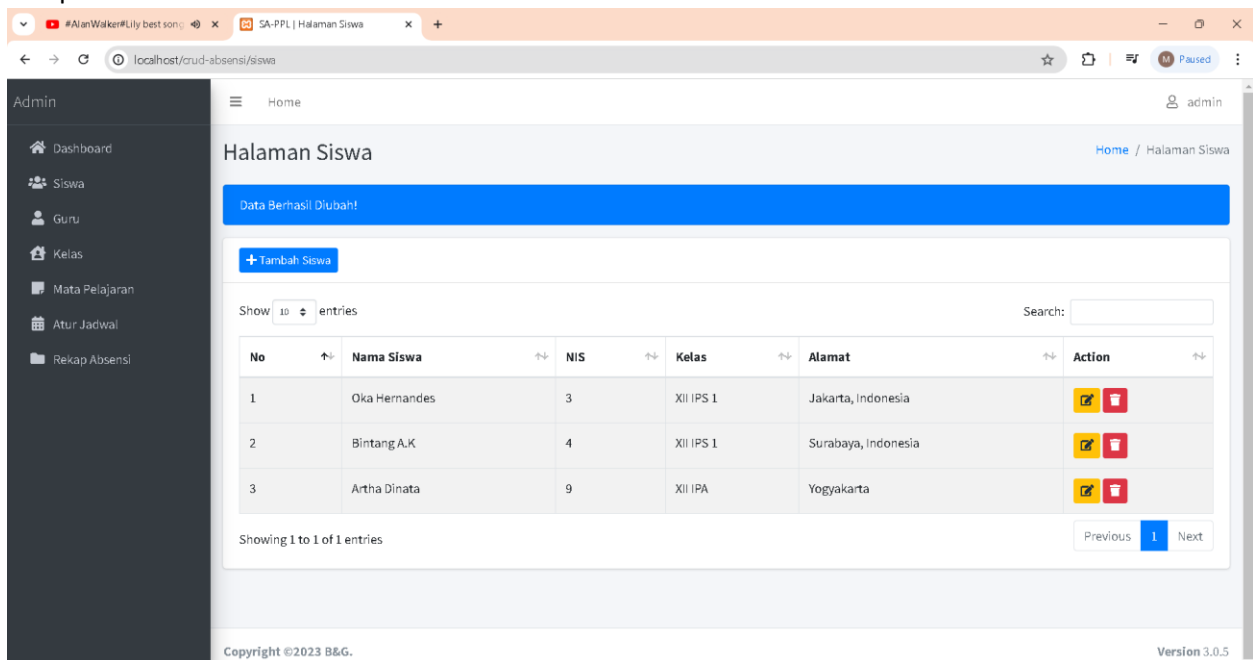 #AlanWalker#Lily best song
SA-PPL | Halaman Siswa
localhost/crud-absensi/siswa
M Paused
Admin
Home
admin
Dashboard
Siswa
Guru
Kelas
Mata Pelajaran
Atur Jadwal
Rekap Absensi
Halaman Siswa
Home / Halaman Siswa
Data Berhasil Diubah!
+ Tambah Siswa
Show 10 entries
Search:
No Nama Siswa NIS Kelas Alamat Action
1 Oka Hernandes 3 XII IPS 1 Jakarta, Indonesia
2 Bintang A.K 4 XII IPS 1 Surabaya, Indonesia
3 Artha Dinata 9 XII IPA Yogyakarta
Showing 1 to 1 of 1 entries
Previous 1 Next
Copyright ©2023 B&G.
Version 3.0.5